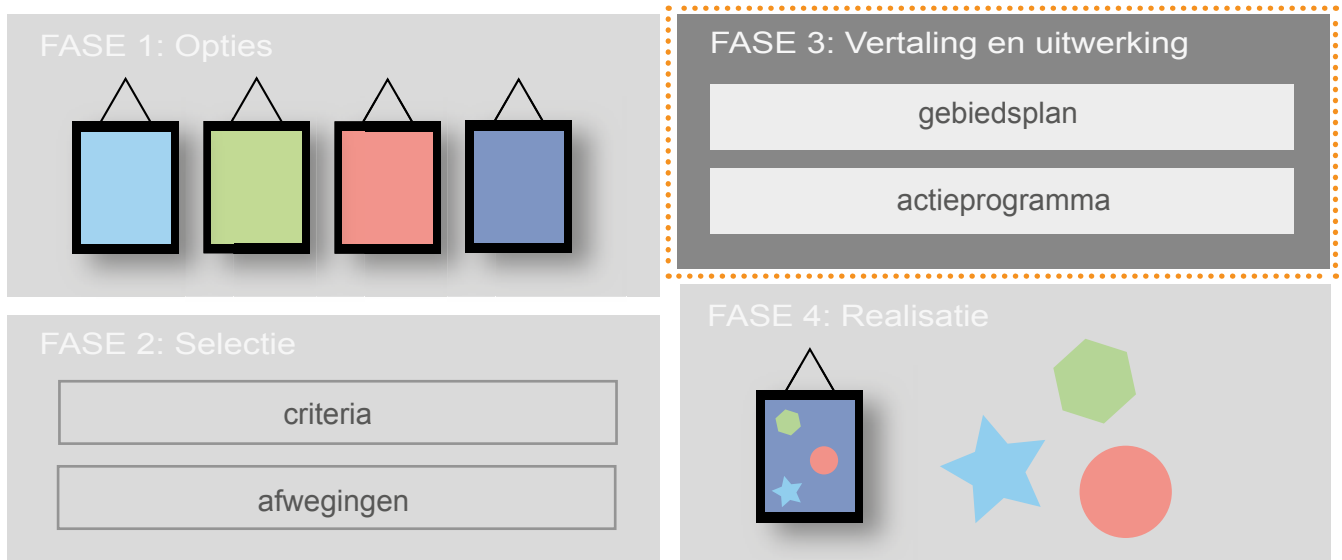 FASE 1: Opties
FASE 2: Selectie
criteria
afwegingen
FASE 3: Vertaling en uitwerking
gebiedsplan
actieprogramma
FASE 4: Realisatie